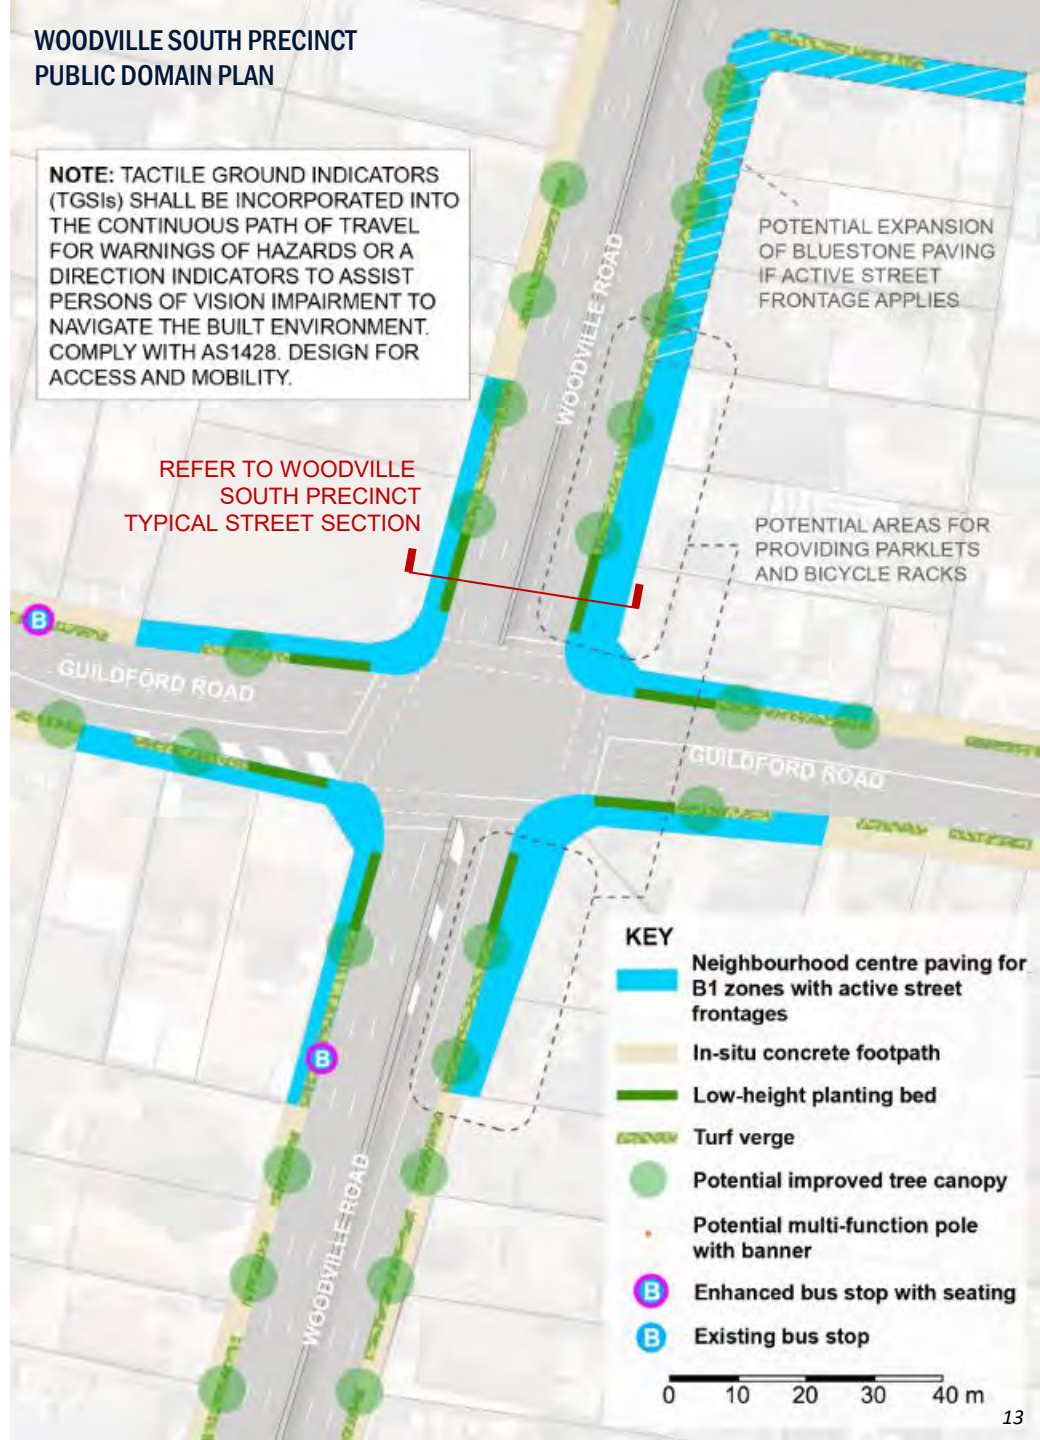 WOODVILLE SOUTH PRECINCT
PUBLIC DOMAIN PLAN
NOTE: TACTILE GROUND INDICATORS
(TGSIs) SHALL BE INCORPORATED INTO
THE CONTINUOUS PATH OF TRAVEL
FOR WARNINGS OF HAZARDS OR A
DIRECTION INDICATORS TO ASSIST
PERSONS OF VISION IMPAIRMENT TO
NAVIGATE THE BUILT ENVIRONMENT.
COMPLY WITH AS1428. DESIGN FOR
ACCESS AND MOBILITY.
POTENTIAL EXPANSION
OF BLUESTONE PAVING
IF ACTIVE STREET
FRONTAGE APPLIES
WOODVILLE ROAD
REFER TO WOODVILLE
SOUTH PRECINCT
TYPICAL STREET SECTION
POTENTIAL AREAS FOR
PROVIDING PARKLETS
AND BICYCLE RACKS
B
GUILDFORD ROAD
GUILDFORD ROAD
B
WOODVILLE ROAD
KEY
Neighbourhood centre paving for
B1 zones with active street
frontages
In-situ concrete footpath
Low-height planting bed
Turf verge
Potential improved tree canopy
Potential multi-function pole
with banner
B Enhanced bus stop with seating
B Existing bus stop
0 10 20 30 40 m
13